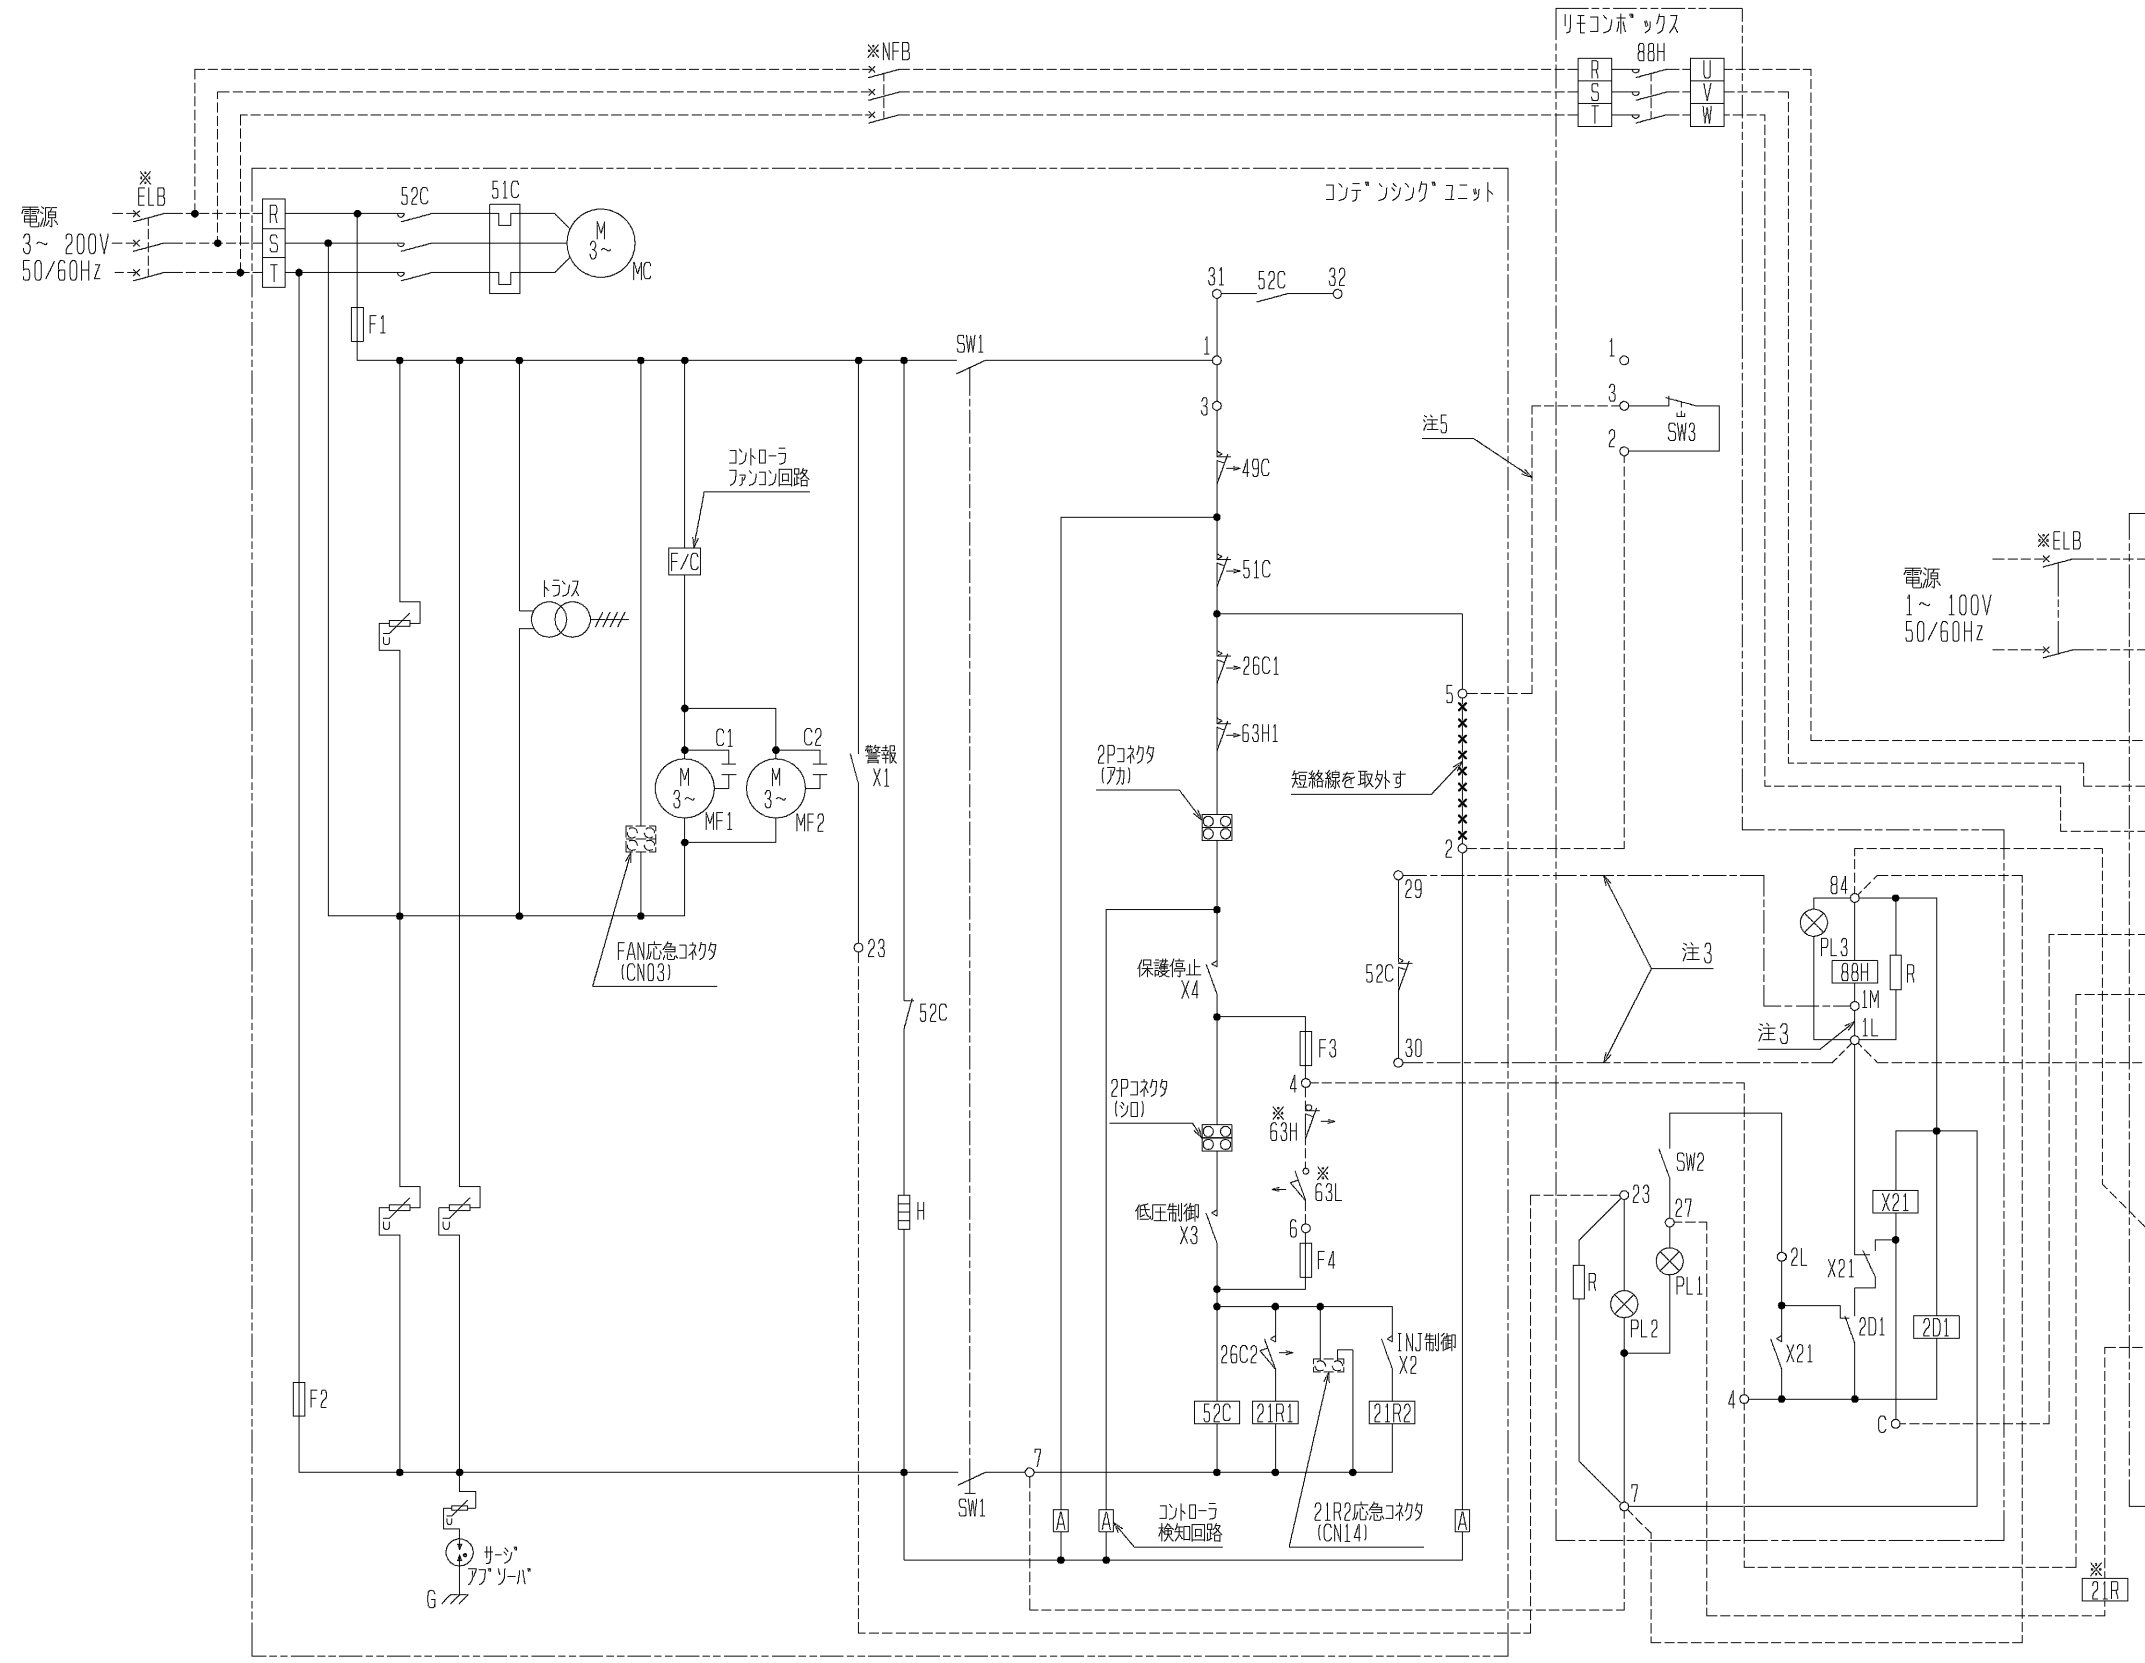 リモコンボックス
※NFB
88H
R
S
T
U
V
W
※
ELB
電源
3～ 200V
50/60Hz
R
S
T
52C
51C
M
3～
MC
コンデンシングユニット
31
52C
32
F1
SW1
1
3
1
3
2
SW3
注5
49C
コントローラ
ファンコン回路
F/C
51C
トランス
26C1
63H1
※ELB
電源
1～ 100V
50/60Hz
5
短絡線を取外す
2
2Pコネクタ
(アカ)
C1
C2
M
3～
MF1
M
3～
MF2
警報
X1
23
FAN応急コネクタ
(CN03)
U
52C
保護停止
X4
29
52C
30
注3
84
PL3
88H
R
1M
注3
1L
F3
4
※
63H
※
63L
6
F4
2Pコネクタ
(シロ)
低圧制御
X3
H
U
U
SW2
23
27
PL1
R
PL2
2L
X21
X21
2D1
2D1
X21
4
C
7
26C2
INJ制御
X2
52C
21R1
21R2
F2
7
SW1
A
A
A
コントローラ
検知回路
21R2応急コネクタ
(CN14)
U
サージ
アブソーバ
G
※
21R